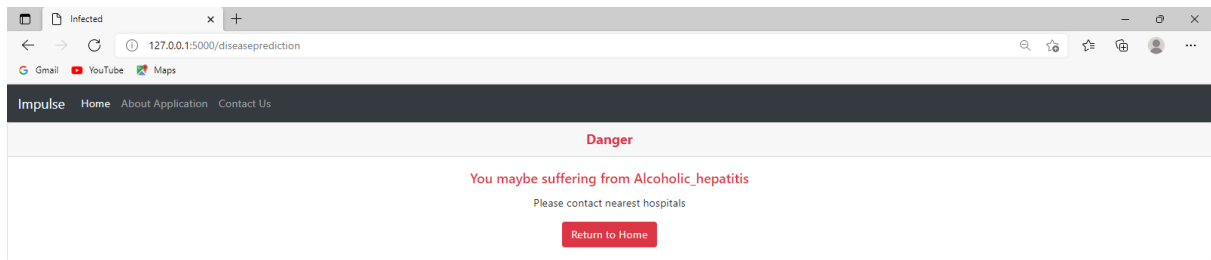 Infected
127.0.0.1:5000/diseaseprediction
Gmail YouTube Maps
Impulse Home About Application Contact Us
Danger
You maybe suffering from Alcoholic_hepatitis
Please contact nearest hospitals
Return to Home